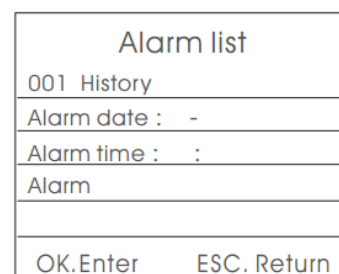 Alarm list
001 History
Alarm date : -
Alarm time : :
Alarm
OK.Enter ESC. Return